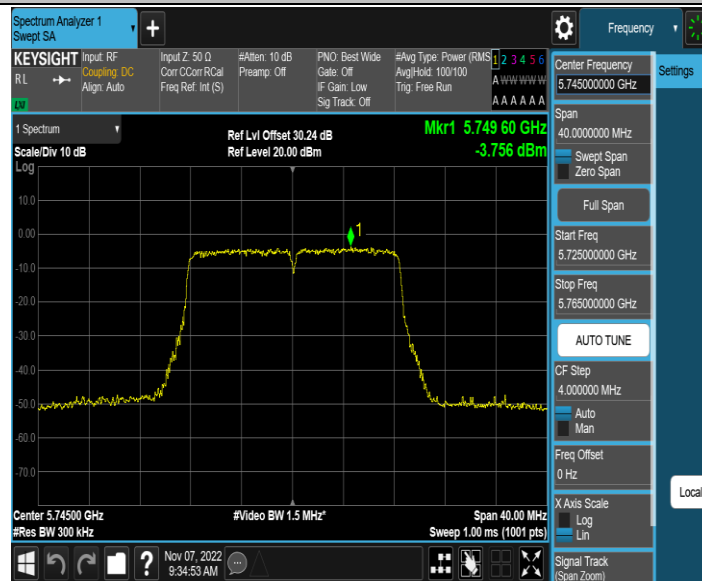 Spectrum Analyzer 1
Swept SA
+
Frequency
KEYSIGHT
RL
LXI
Input: RF
Coupling: DC
Align: Auto
Input Z: 50 Ω
Corr CCorr RCal
Freq Ref: Int (S)
#Atten: 10 dB
Preamp: Off
PNO: Best Wide
Gate: Off
IF Gain: Low
Sig Track: Off
#Avg Type: Power (RMS
Avg|Hold: 100/100
Trig: Free Run
1 2 3 4 5 6
A W W W W W
A A A A A A
1 Spectrum
Scale/Div 10 dB
Log
Ref Lvl Offset 30.24 dB
Ref Level 20.00 dBm
Mkr1 5.749 60 GHz
-3.756 dBm
10.0
0.00
-10.0
-20.0
-30.0
-40.0
-50.0
-60.0
-70.0
1
Center 5.74500 GHz
#Res BW 300 kHz
#Video BW 1.5 MHz*
Span 40.00 MHz
Sweep 1.00 ms (1001 pts)
?
Nov 07, 2022
9:34:53 AM
Center Frequency
5.745000000 GHz
Span
40.0000000 MHz
Swept Span
Zero Span
Full Span
Start Freq
5.725000000 GHz
Stop Freq
5.765000000 GHz
AUTO TUNE
CF Step
4.000000 MHz
Auto
Man
Freq Offset
0 Hz
X Axis Scale
Log
Lin
Signal Track
(Span Zoom)
Settings
Local